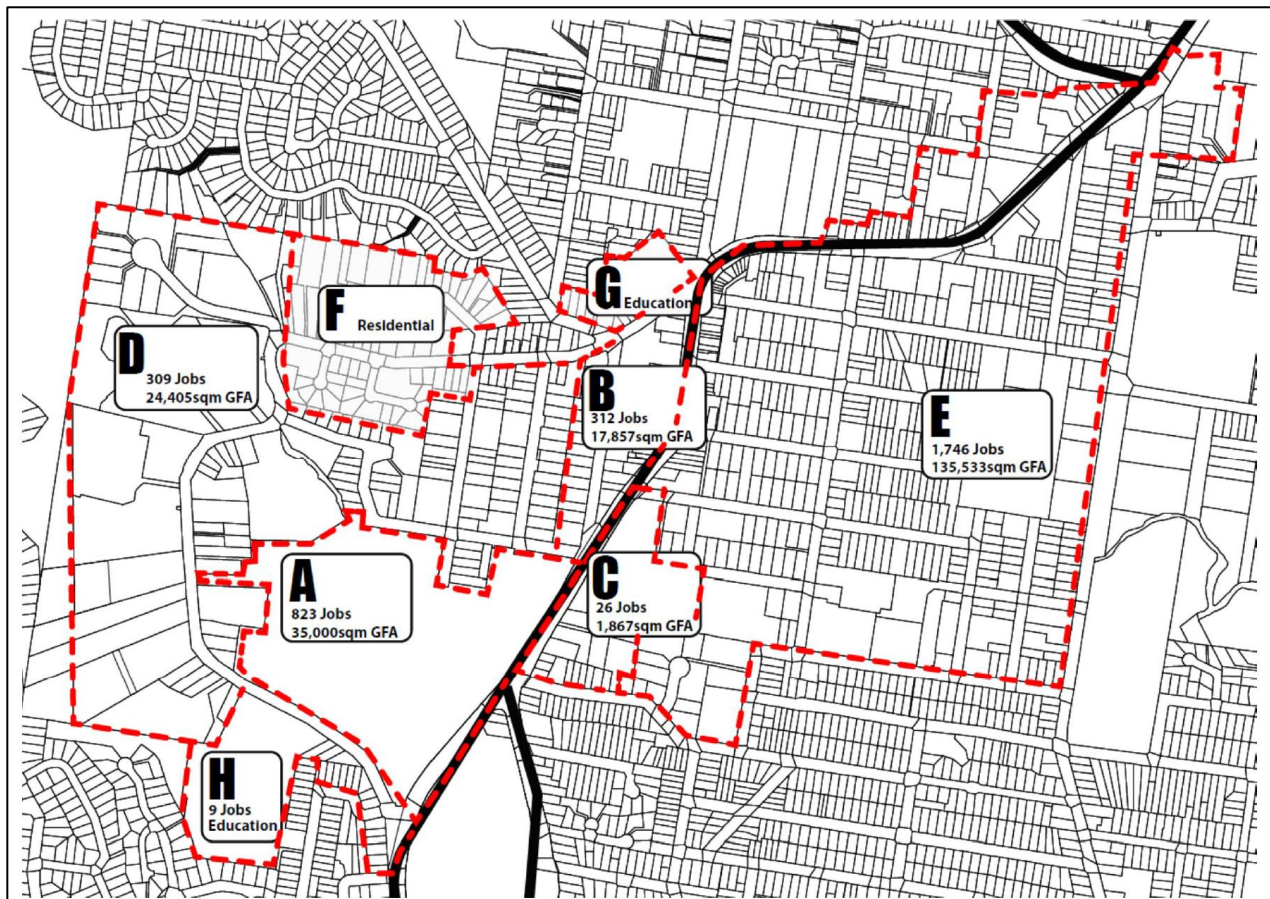 G
Education
F
Residential
D
309 Jobs
24,405sqm GFA
B
312 Jobs
17,857sqm GFA
E
1,746 Jobs
135,533sqm GFA
A
823 Jobs
35,000sqm GFA
C
26 Jobs
1,867sqm GFA
H
9 Jobs
Education